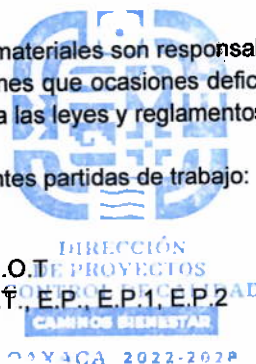 materiales son responsal
nes que ocasiones defic
a las leyes y reglamentos
ntes partidas de trabajo:
DIRECCIÓN
.O.T
DE PROYECTOS
CONTROL DE CALIDAD
.T., E.P., E.P.1, E.P.2
CAMINOS BIENESTAR
OAXACA 2022-2028